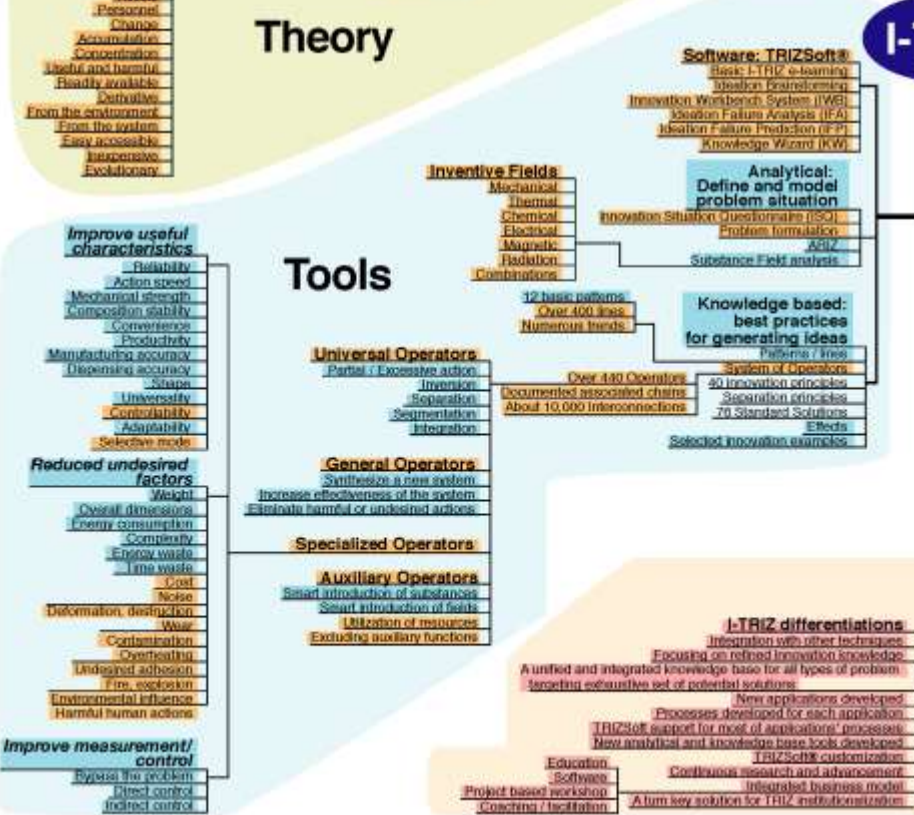 Personnel
Change
Accumulation
Concentration
Useful and harmful
Readily available
Derivative
From the environment
From the system
Easy accessible
Inexpensive
Evolutionary
Theory
I-
Software: TRIZSoft®
Basic I-TRIZ e-learning
Ideation Brainstorming
Innovation Workbench System (IWB)
Ideation Failure Analysis (IFA)
Ideation Failure Prediction (IFP)
Knowledge Wizard (KW)
Analytical:
Define and model
problem situation
Innovation Situation Questionnaire (ISQ)
Problem formulation
ARIZ
Substance Field analysis
Inventive Fields
Mechanical
Thermal
Chemical
Electrical
Magnetic
Radiation
Combinations
Tools
12 basic patterns
Over 400 lines
Numerous trends
Knowledge based:
best practices
for generating ideas
Patterns / lines
System of Operators
40 innovation principles
Separation principles
76 Standard Solutions
Effects
Selected innovation examples
Over 440 Operators
Documented associated chains
About 10,000 Interconnections
Universal Operators
Partial / Excessive action
Inversion
Separation
Segmentation
Integration
General Operators
Synthesize a new system
Increase effectiveness of the system
Eliminate harmful or undesired actions
Specialized Operators
Auxiliary Operators
Smart introduction of substances
Smart introduction of fields
Utilization of resources
Excluding auxiliary functions
Improve useful
characteristics
Reliability
Action speed
Mechanical strength
Composition stability
Convenience
Productivity
Manufacturing accuracy
Dispensing accuracy
Shape
Universality
Controllability
Adaptability
Selective mode
Reduced undesired
factors
Weight
Overall dimensions
Energy consumption
Complexity
Energy waste
Time waste
Cost
Noise
Deformation, destruction
Wear
Contamination
Overheating
Undesired adhesion
Fire, explosion
Environmental influence
Harmful human actions
Improve measurement/
control
Bypass the problem
Direct control
Indirect control
I-TRIZ differentiations
Integration with other techniques
Focusing on refined Innovation knowledge
A unified and integrated knowledge base for all types of problem
targeting exhaustive set of potential solutions
New applications developed
Processes developed for each application
TRIZSoft support for most of applications' processes
New analytical and knowledge base tools developed
TRIZSoft® customization
Continuous research and advancement
Integrated business model
A turn key solution for TRIZ institutionalization
Education
Software
Project based workshop
Coaching / facilitation